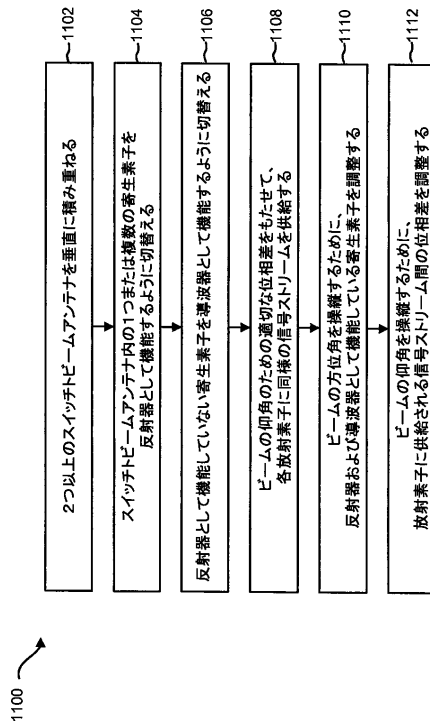 1100
2つ以上のスイッチトビームアンテナを垂直に積み重ねる
1102
スイッチトビームアンテナ内の1つまたは複数の寄生素子を
反射器として機能するように切替える
1104
反射器として機能していない寄生素子を導波器として機能するように切替える
1106
ビームの仰角のための適切な位相差をもたせて、
各放射素子に同様の信号ストリームを供給する
1108
ビームの方位角を操縦するために、
反射器および導波器として機能している寄生素子を調整する
1110
ビームの仰角を操縦するために、
放射素子に供給される信号ストリーム間の位相差を調整する
1112